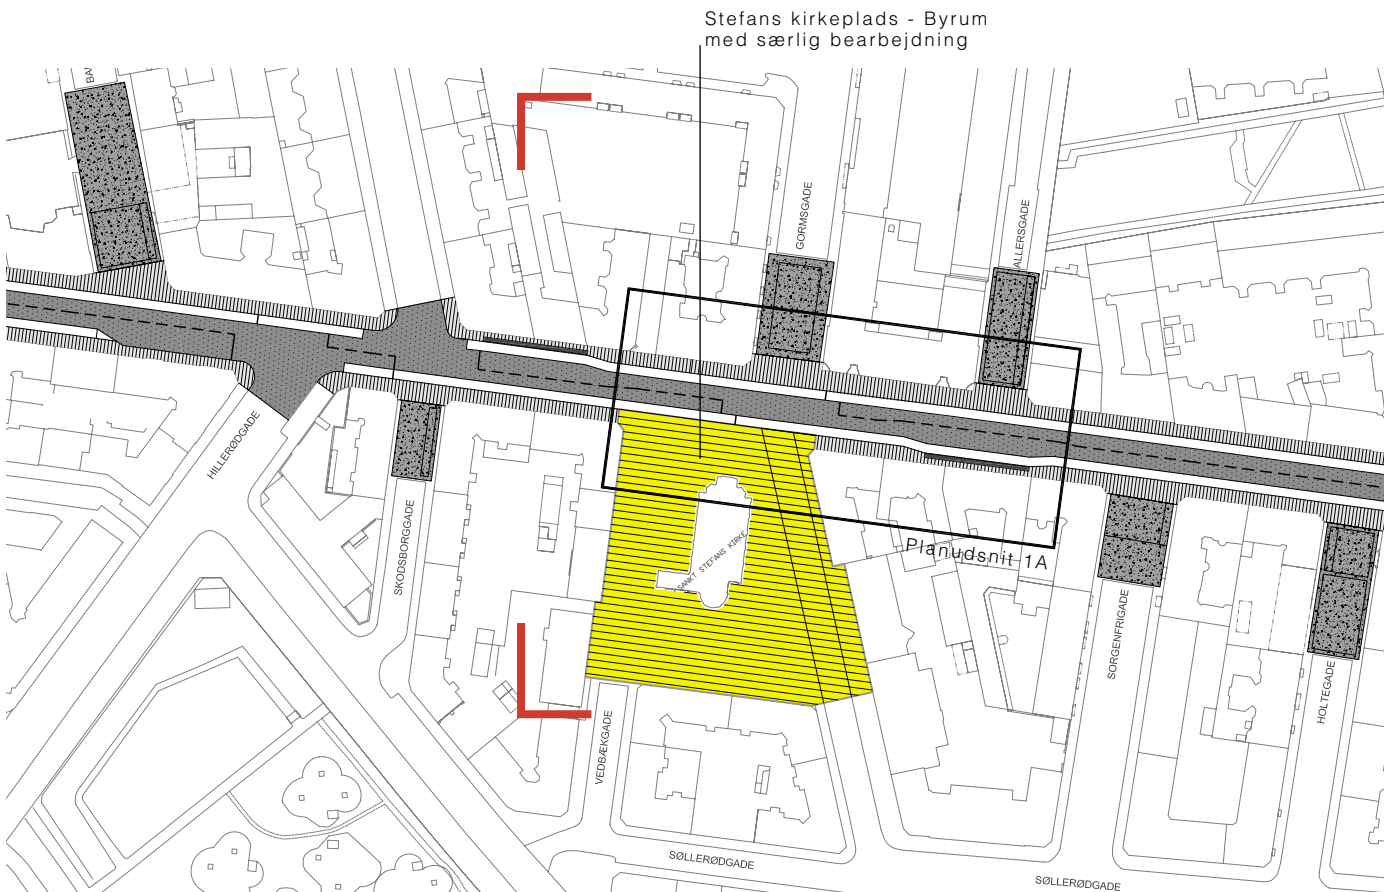 Stefans kirkeplads - Byrum
med særlig bearbejdning
GORMSGADE
ALLERSGADE
HILLERØDGADE
SKODSBORGGADE
SANKT STEFANS KIRKE
Planudsnit 1A
SORGENFRIGADE
HOLTEGADE
VEDBÆKGADE
SØLLERØDGADE
SØLLERØDGADE